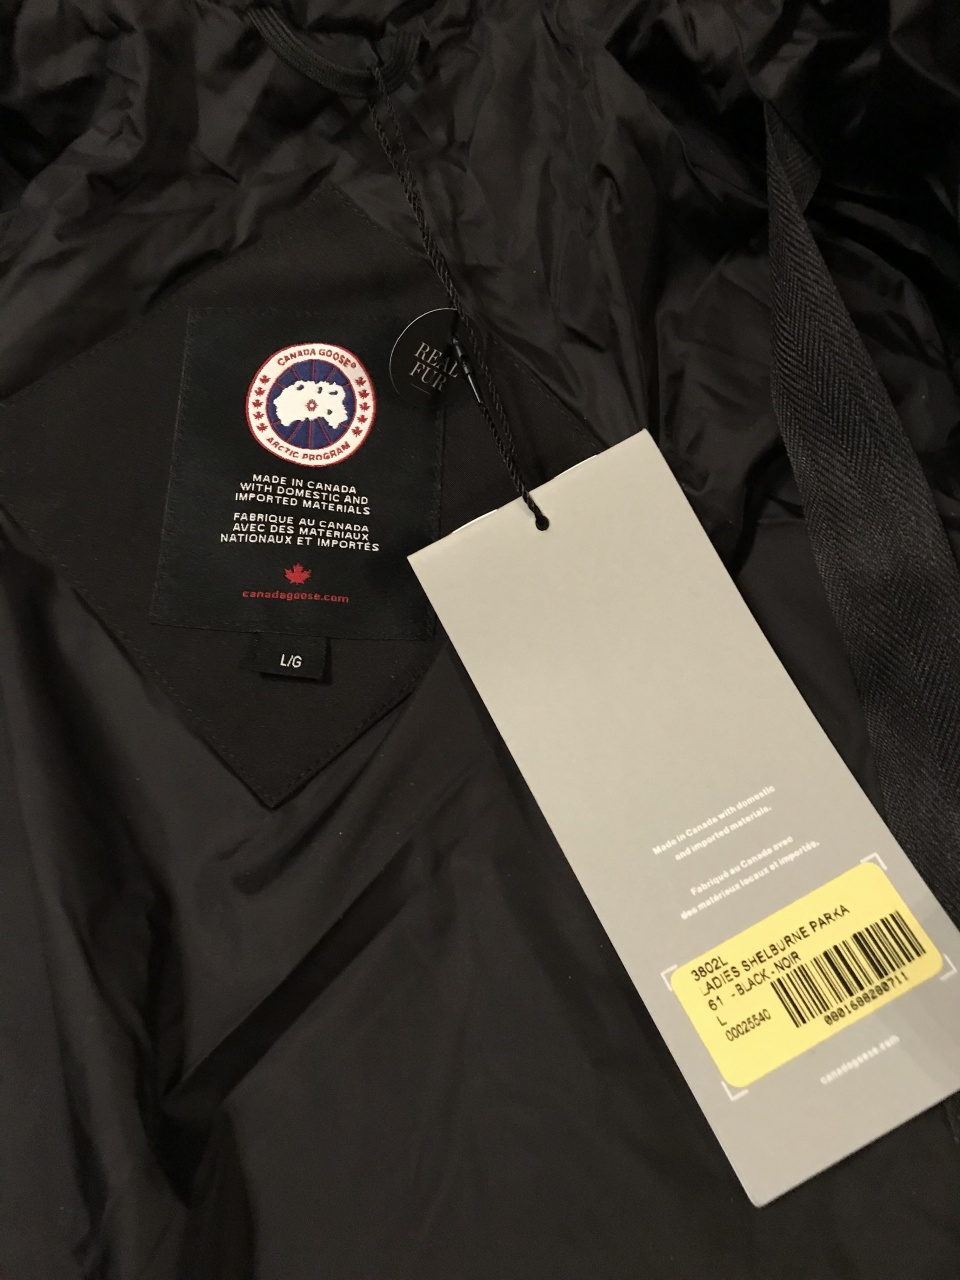 CANADA GOOSE®
ARCTIC PROGRAM
MADE IN CANADA
WITH DOMESTIC AND
IMPORTED MATERIALS
FABRIQUE AU CANADA
AVEC DES MATERIAUX
NATIONAUX ET IMPORTÉS
canadagoose.com
L/G
REAL
FUR
Made in Canada with domestic
and imported materials.
Fabriqué au Canada avec
des matériaux locaux et importés.
3802L
LADIES SHELBURNE PARKA
61 - BLACK - NOIR
L
00025540
0801688280711
canadagoose.com